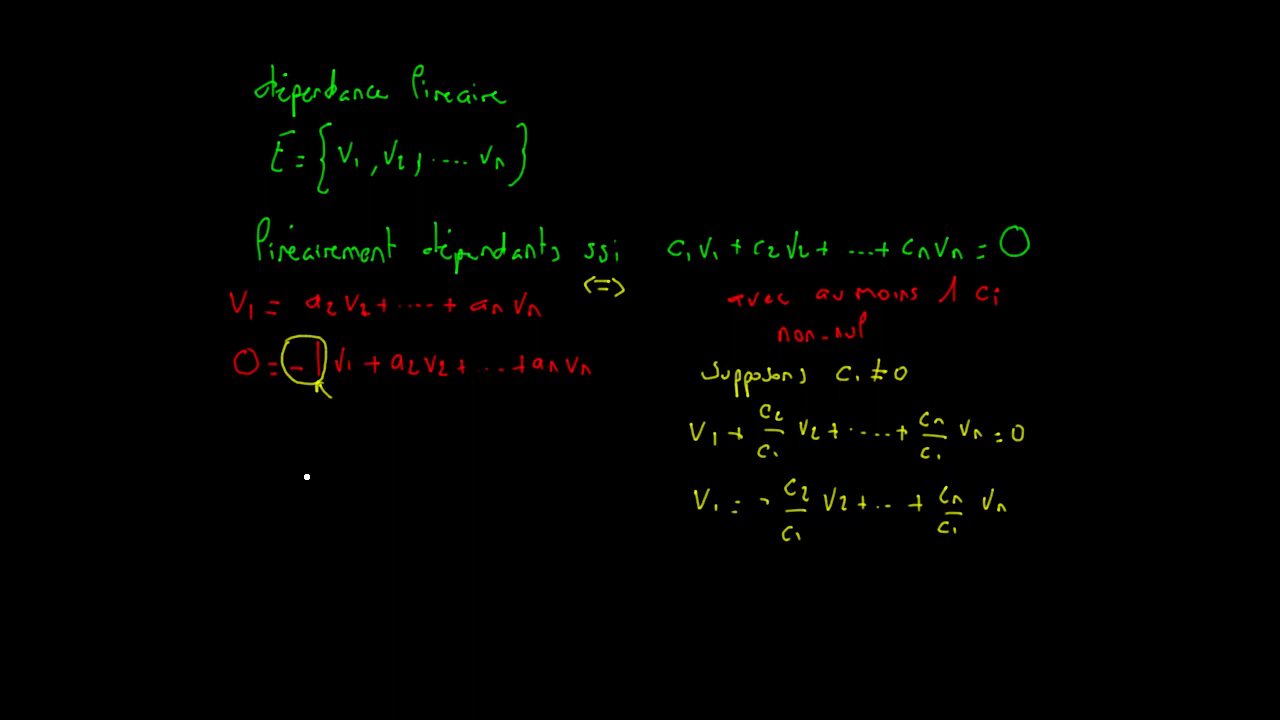 dépendance linéaire
E = { v₁ , v₂ , .... vₙ }
linéairement dépendants ssi c₁v₁ + c₂v₂ + ... + cₙvₙ = 0
<=>
v₁ = a₂v₂ + .... + aₙvₙ
0 = -1 v₁ + a₂v₂ + ... + aₙvₙ
avec au moins 1 cᵢ
non-nul
supposons c₁ ≠ 0
v₁ + c₂/c₁ v₂ + ..... + cₙ/c₁ vₙ = 0
v₁ = - c₂/c₁ v₂ + ... + cₙ/c₁ vₙ